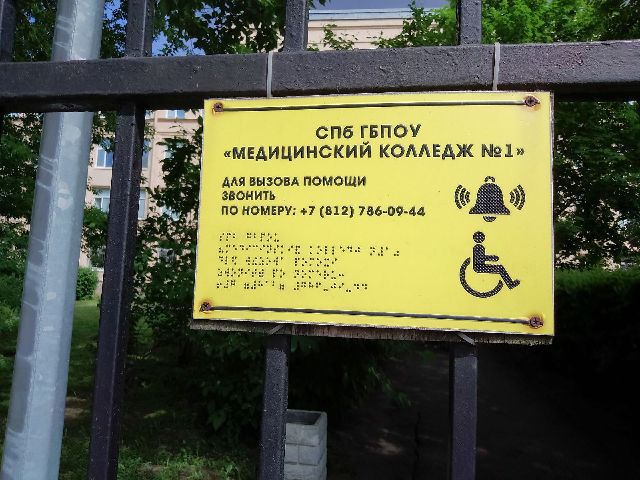 СПб ГБПОУ
«МЕДИЦИНСКИЙ КОЛЛЕДЖ №1»
ДЛЯ ВЫЗОВА ПОМОЩИ
ЗВОНИТЬ
ПО НОМЕРУ: +7 (812) 786-09-44